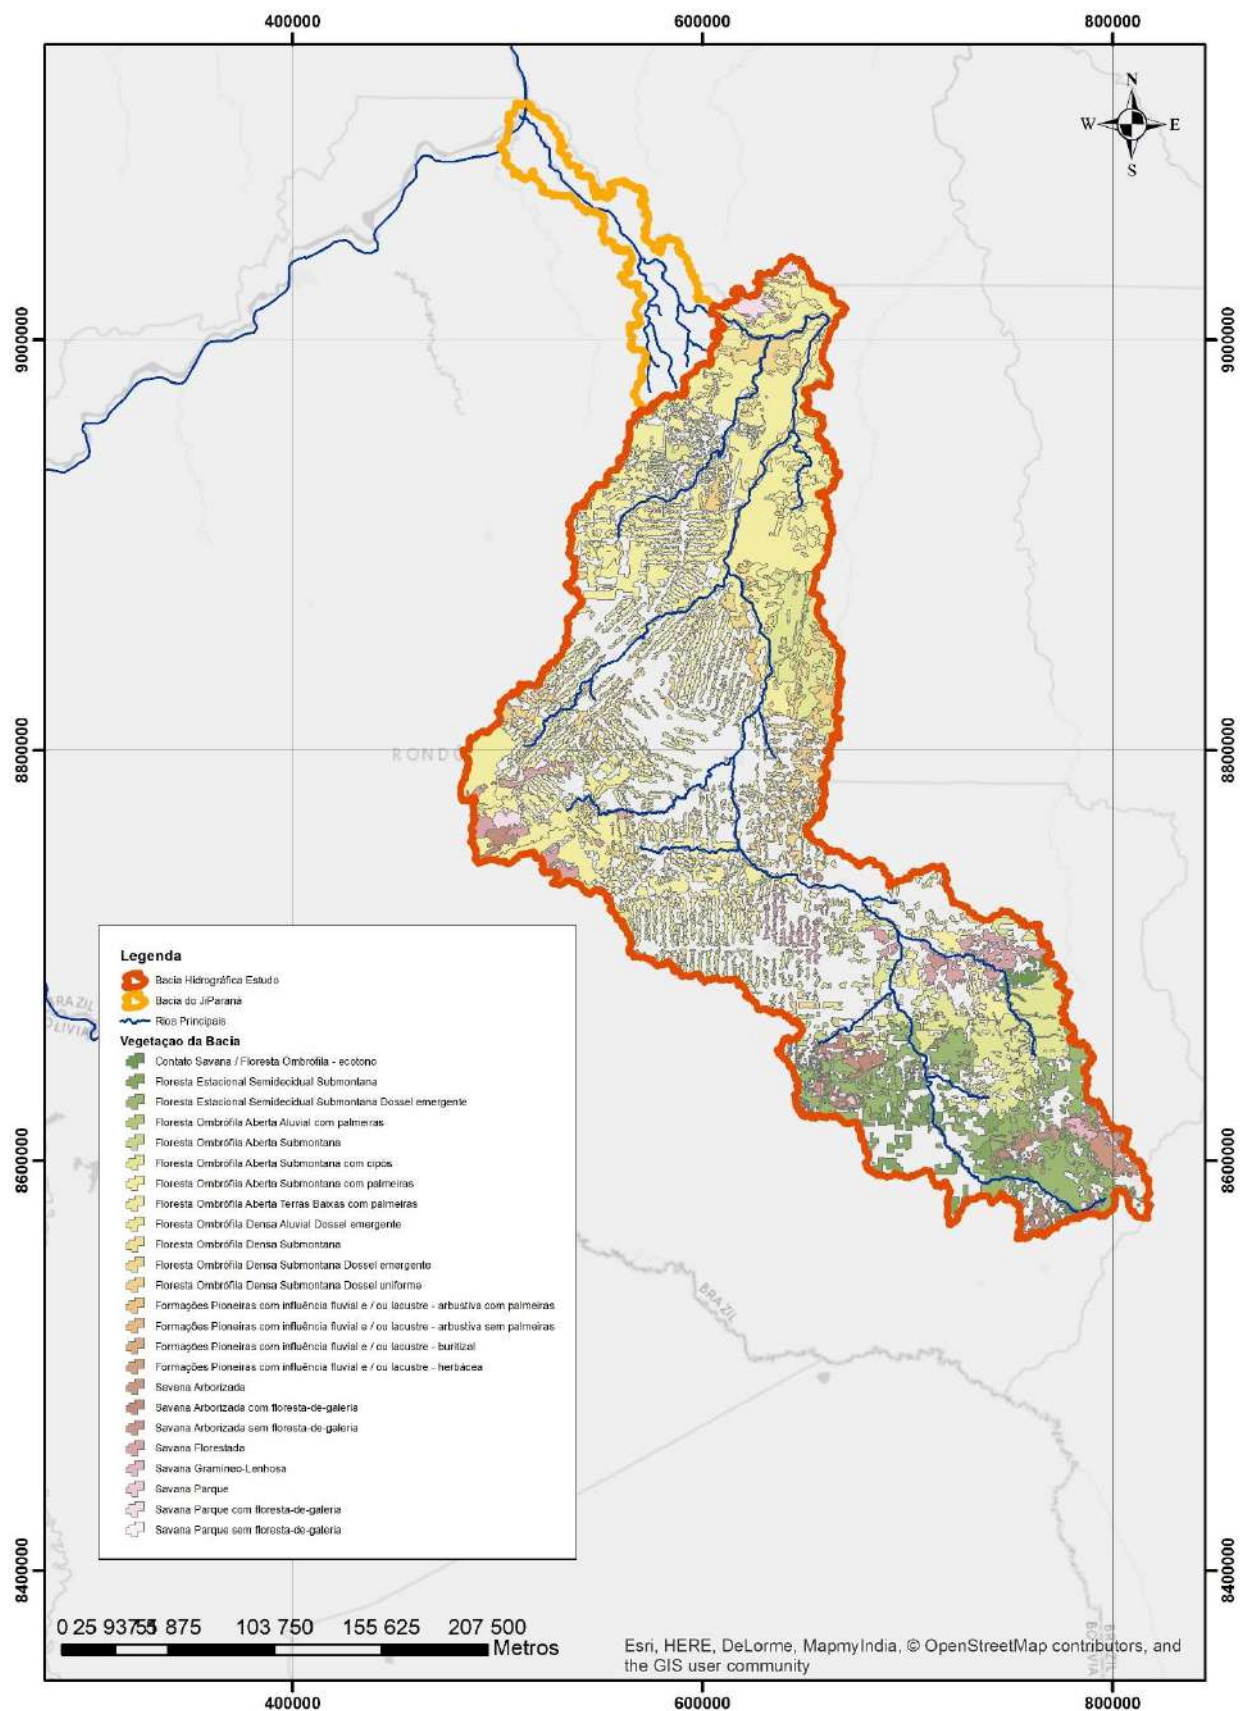 400000
600000
800000
N
W
E
S
9000000
9000000
8800000
RONDÔ
8800000
Legenda
Bacia Hidrográfica Estudo
Bacia do JiParaná
Rios Principais
Vegetaçao da Bacia
Contato Savana / Floresta Ombrófila - ecotono
Floresta Estacional Semidecidual Submontana
Floresta Estacional Semidecidual Submontana Dossel emergente
Floresta Ombrófila Aberta Aluvial com palmeiras
Floresta Ombrófila Aberta Submontana
Floresta Ombrófila Aberta Submontana com cipós
Floresta Ombrófila Aberta Submontana com palmeiras
Floresta Ombrófila Aberta Terras Baixas com palmeiras
Floresta Ombrófila Densa Aluvial Dossel emergente
Floresta Ombrófila Densa Submontana
Floresta Ombrófila Densa Submontana Dossel emergente
Floresta Ombrófila Densa Submontana Dossel uniforme
Formações Pioneiras com influência fluvial e / ou lacustre - arbustiva com palmeiras
Formações Pioneiras com influência fluvial e / ou lacustre - arbustiva sem palmeiras
Formações Pioneiras com influência fluvial e / ou lacustre - buritizal
Formações Pioneiras com influência fluvial e / ou lacustre - herbácea
Savana Arborizada
Savana Arborizada com floresta-de-galeria
Savana Arborizada sem floresta-de-galeria
Savana Florestada
Savana Gramíneo-Lenhosa
Savana Parque
Savana Parque com floresta-de-galeria
Savana Parque sem floresta-de-galeria
RAZIL
OLIVIA
8600000
8600000
BRAZIL
8400000
8400000
BRAZIL
BOLIVIA
103 750
155 625
207 500
Metros
Esri, HERE, DeLorme, MapmyIndia, © OpenStreetMap contributors, and
the GIS user community
400000
600000
800000